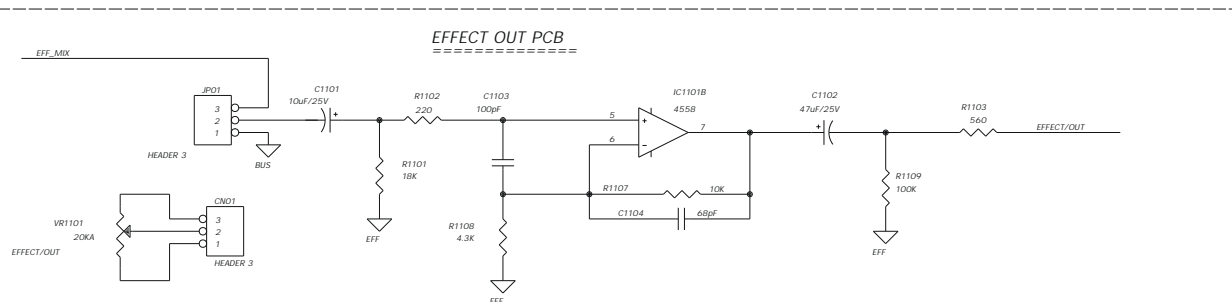 EFFECT OUT PCB
EFF_MIX
JP01
3
2
1
HEADER 3
BUS
C1101
10uF/25V
+
R1102
220
C1103
100pF
R1101
18K
EFF
IC1101B
4558
5
+
6
-
7
C1102
47uF/25V
+
R1103
560
EFFECT/OUT
R1107
10K
C1104
68pF
R1108
4.3K
EFF
R1109
100K
EFF
VR1101
20KA
EFFECT/OUT
CN01
3
2
1
HEADER 3